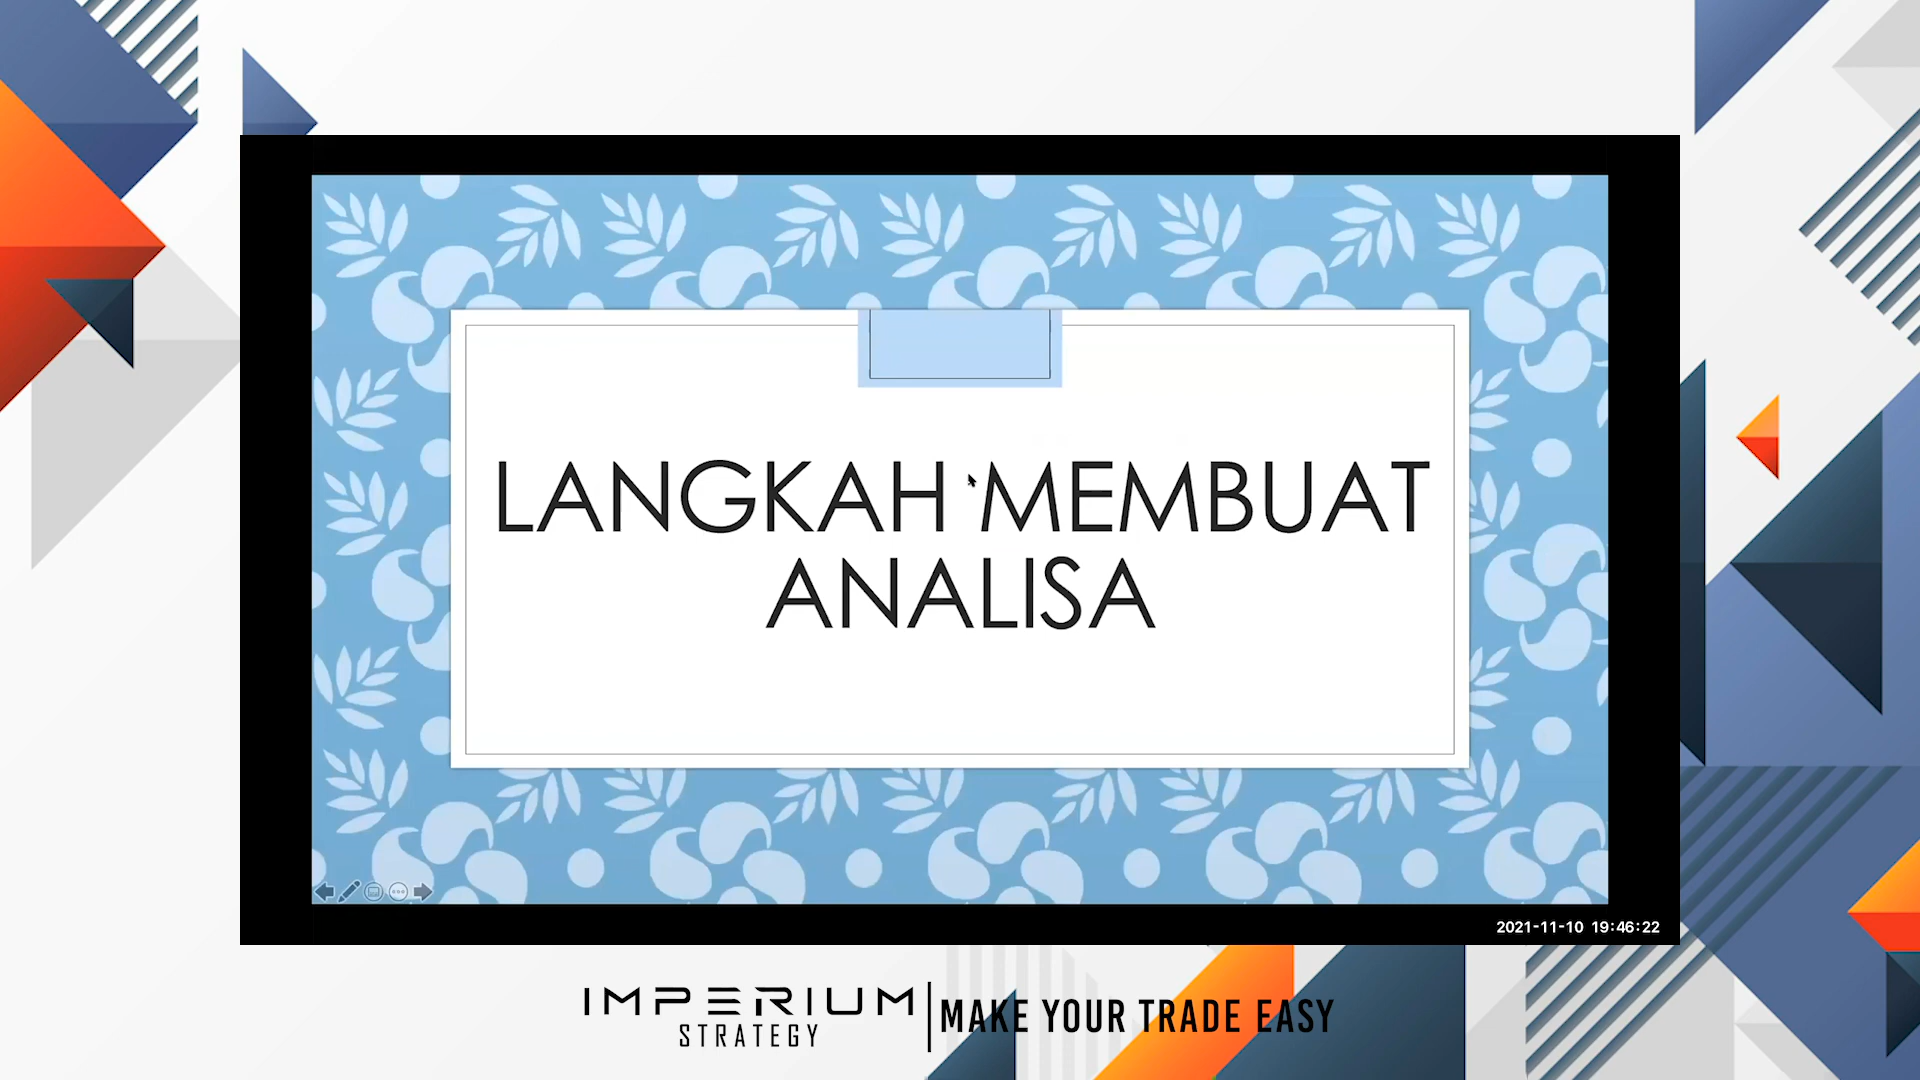 LANGKAH MEMBUAT
ANALISA
2021-11-10 19:46:22
IMPERIUM
STRATEGY
MAKE YOUR TRADE EASY